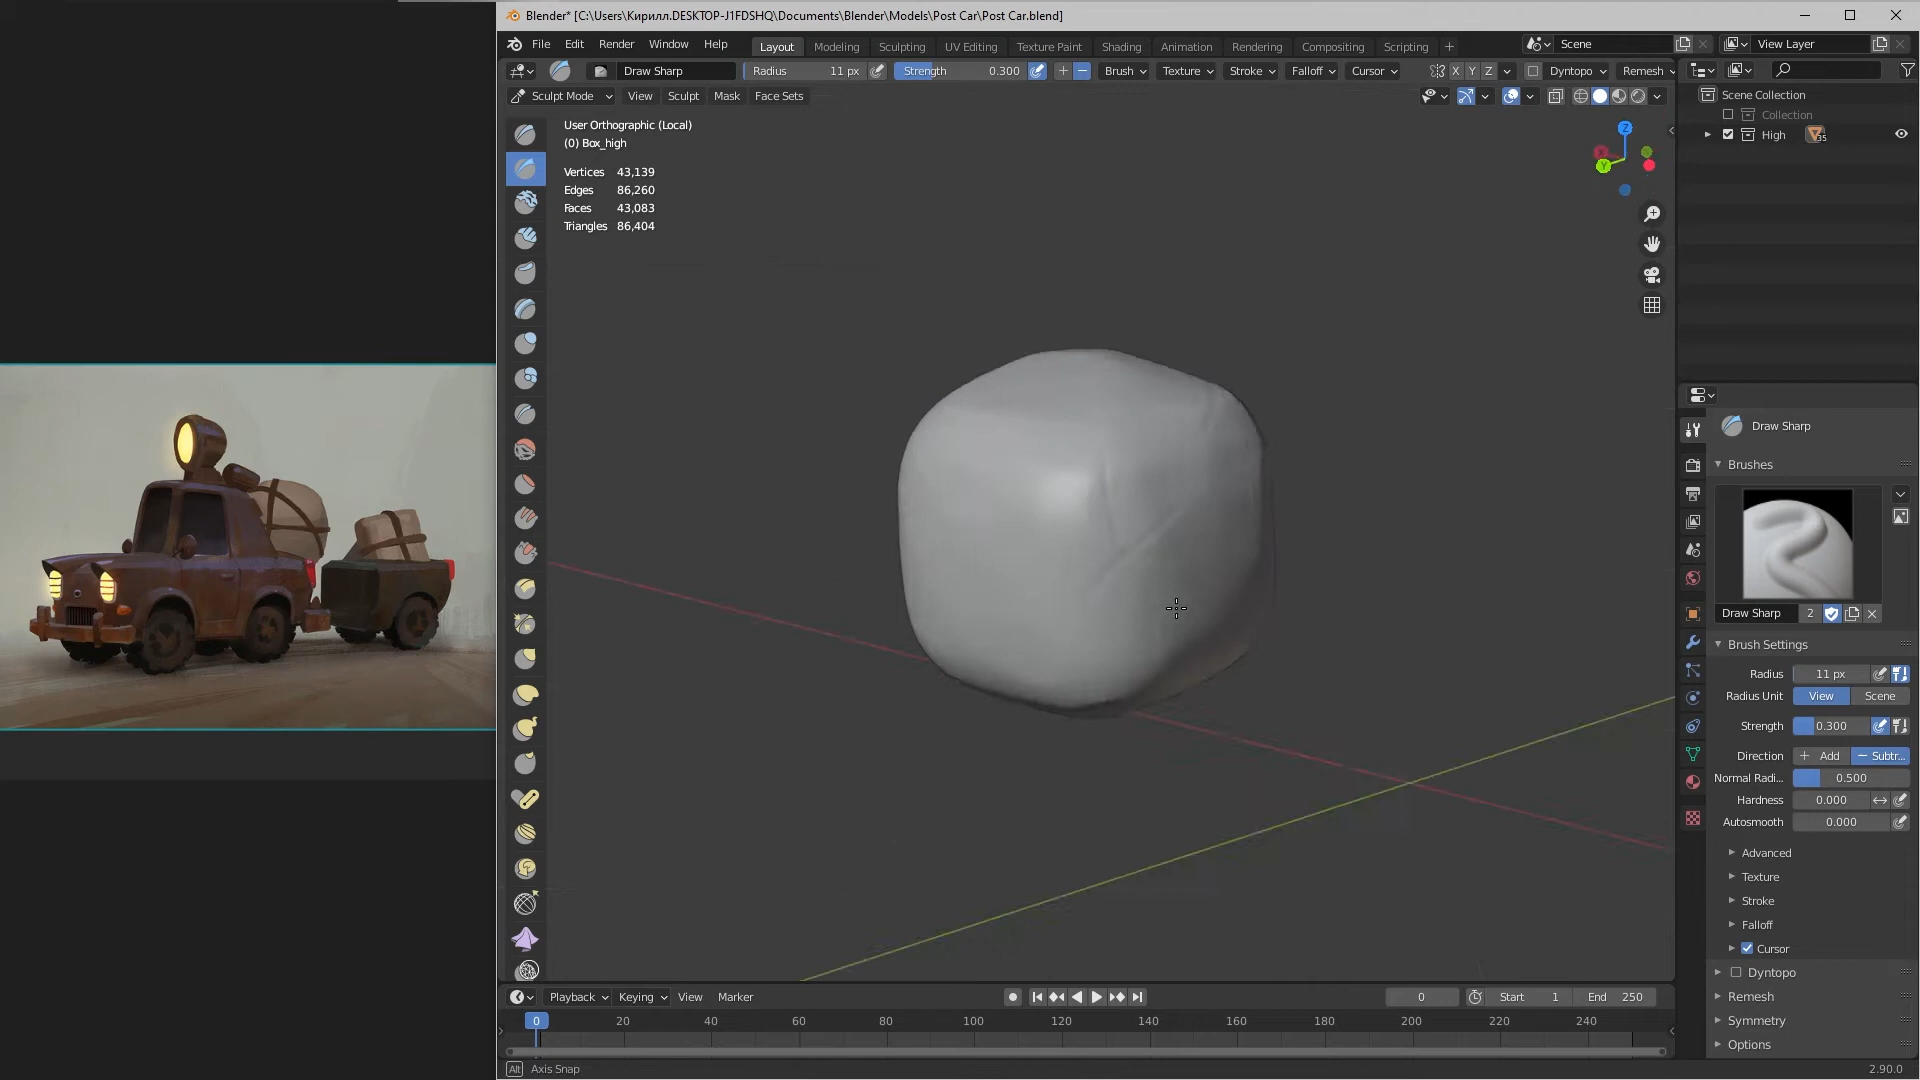 Blender* [C:\Users\Кирилл.DESKTOP-J1FDSHQ\Documents\Blender\Models\Post Car\Post Car.blend]
File Edit Render Window Help Layout Modeling Sculpting UV Editing Texture Paint Shading Animation Rendering Compositing Scripting + Scene View Layer
Draw Sharp Radius 11 px Strength 0.300 Brush Texture Stroke Falloff Cursor X Y Z Dyntopo Remesh
Sculpt Mode View Sculpt Mask Face Sets
Scene Collection
Collection
High 35
User Orthographic (Local)
(0) Box_high
Vertices 43,139
Edges 86,260
Faces 43,083
Triangles 86,404
Z
X
Y
Draw Sharp
Brushes
Draw Sharp 2
Brush Settings
Radius 11 px
Radius Unit View Scene
Strength 0.300
Direction + Add − Subtr...
Normal Radi... 0.500
Hardness 0.000
Autosmooth 0.000
Advanced
Texture
Stroke
Falloff
Cursor
Dyntopo
Remesh
Symmetry
Options
Playback Keying View Marker 0 Start 1 End 250
0 20 40 60 80 100 120 140 160 180 200 220 240
Alt Axis Snap 2.90.0